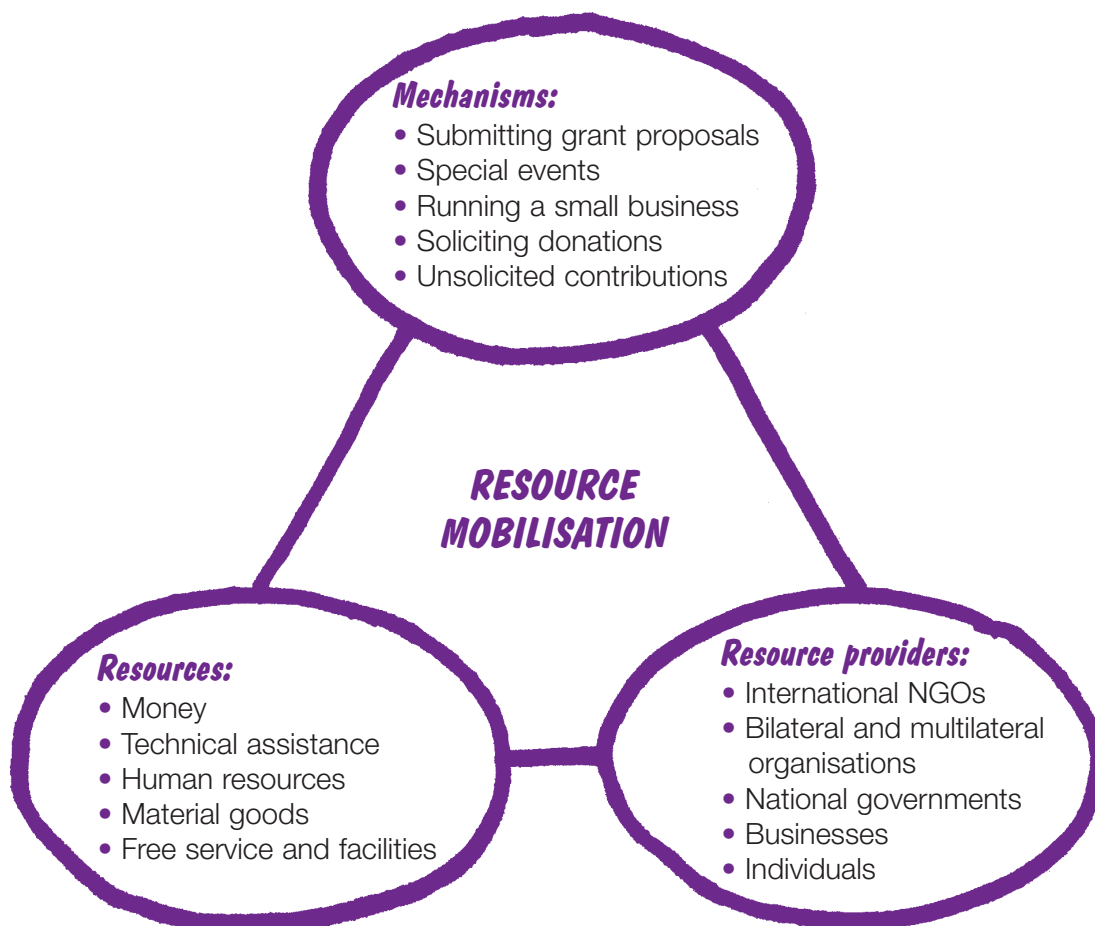 Mechanisms:
• Submitting grant proposals
• Special events
• Running a small business
• Soliciting donations
• Unsolicited contributions
RESOURCE
MOBILISATION
Resources:
• Money
• Technical assistance
• Human resources
• Material goods
• Free service and facilities
Resource providers:
• International NGOs
• Bilateral and multilateral
organisations
• National governments
• Businesses
• Individuals